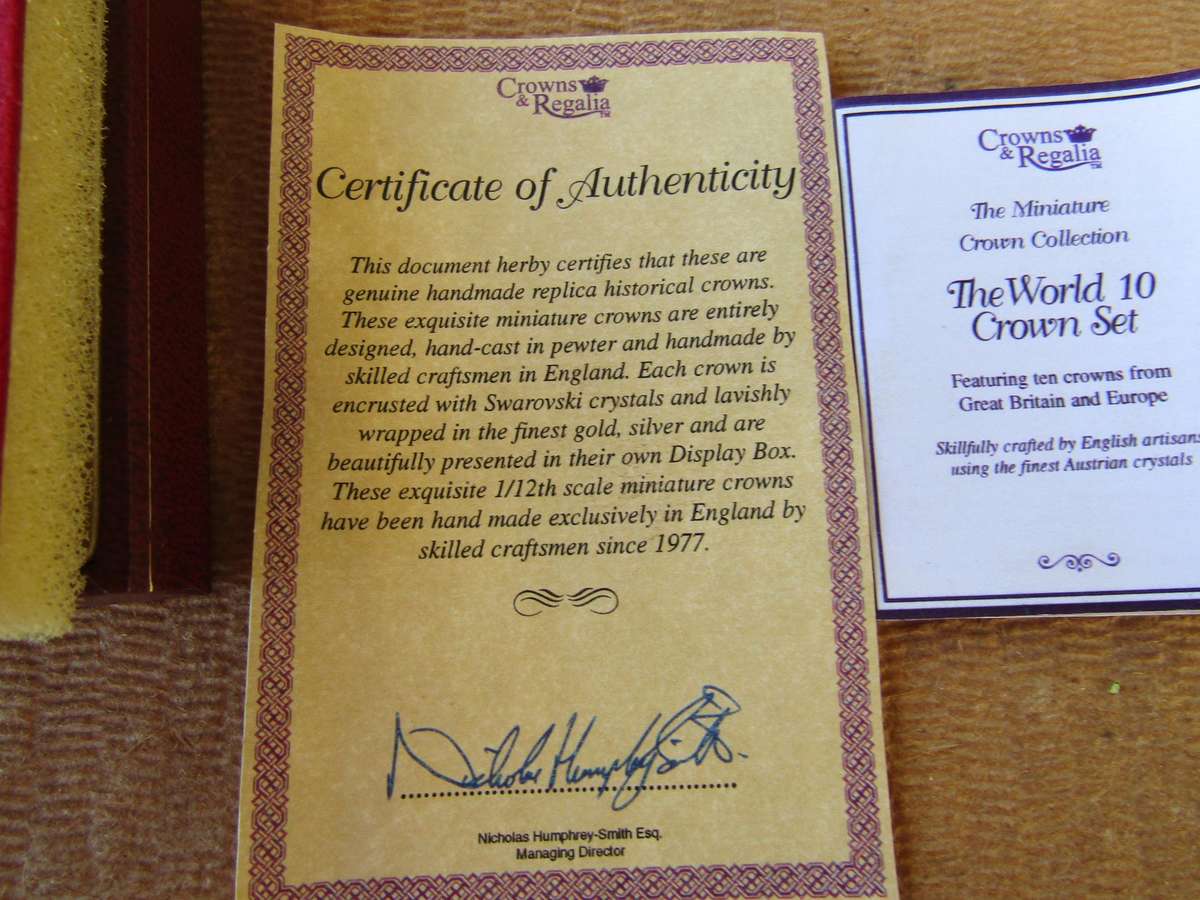 Crowns
& Regalia
TM
Certificate of Authenticity
This document herby certifies that these are
genuine handmade replica historical crowns.
These exquisite miniature crowns are entirely
designed, hand-cast in pewter and handmade by
skilled craftsmen in England. Each crown is
encrusted with Swarovski crystals and lavishly
wrapped in the finest gold, silver and are
beautifully presented in their own Display Box.
These exquisite 1/12th scale miniature crowns
have been hand made exclusively in England by
skilled craftsmen since 1977.
Nicholas Humphrey Smith
Nicholas Humphrey-Smith Esq.
Managing Director
Crowns
& Regalia
TM
The Miniature
Crown Collection
The World 10
Crown Set
Featuring ten crowns from
Great Britain and Europe
Skillfully crafted by English artisans
using the finest Austrian crystals